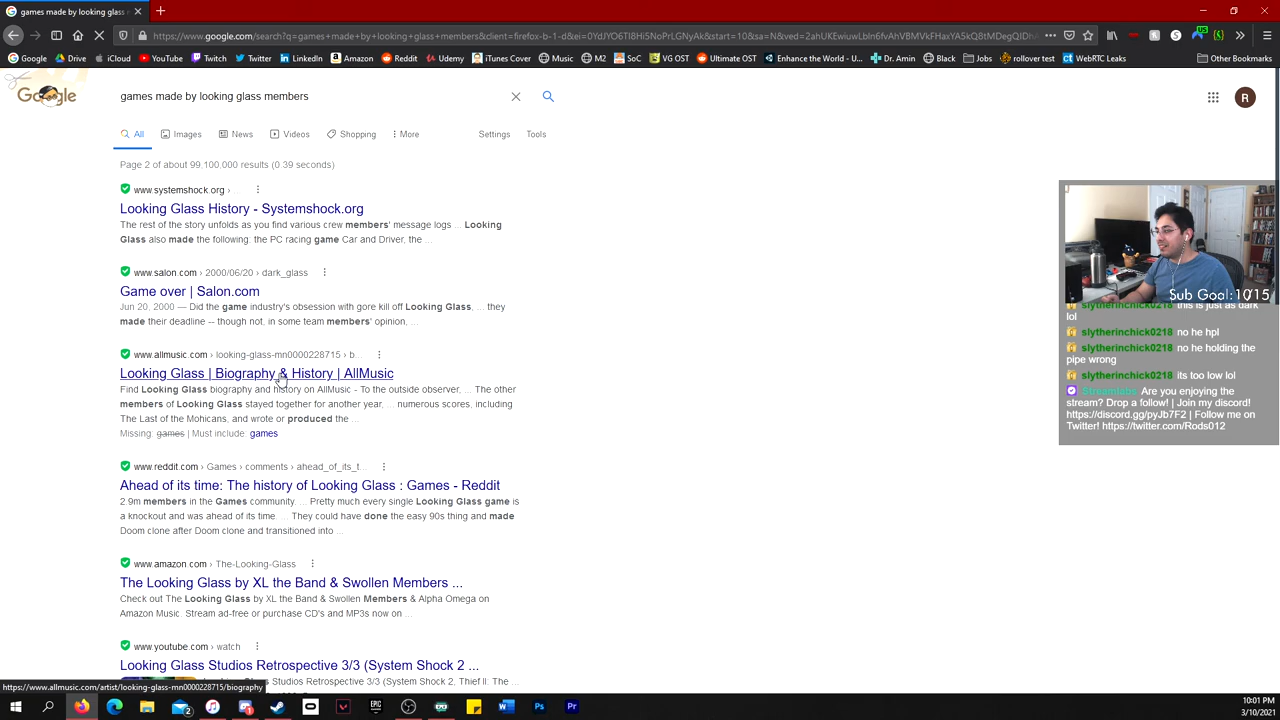 games made by looking glass m
https://www.google.com/search?q=games+made+by+looking+glass+members&client=firefox-b-1-d&ei=
Google Drive iCloud YouTube Twitch Twitter LinkedIn Amazon Reddit Udemy iTunes Cover Music M2 SoC VG OST Ultimate OST Enhance the World - U... Dr. Amin Black Jobs rollover test WebRTC Leaks Other Bookmarks
Google
games made by looking glass members
R
All Images News Videos Shopping More Settings Tools
Page 2 of about 99,100,000 results (0.39 seconds)
www.systemshock.org ›
Looking Glass History - Systemshock.org
The rest of the story unfolds as you find various crew members' message logs ... Looking
Glass also made the following: the PC racing game Car and Driver, the ...
www.salon.com › 2000/06/20 › dark_glass
Game over | Salon.com
Jun 20, 2000 — Did the game industry's obsession with gore kill off Looking Glass, ... they
made their deadline -- though not, in some team members' opinion, ...
www.allmusic.com › looking-glass-mn0000228715 › b...
Looking Glass | Biography & History | AllMusic
Find Looking Glass biography and history on AllMusic - To the outside observer, ... The other
members of Looking Glass stayed together for another year, ... numerous scores, including
The Last of the Mohicans, and wrote or produced the ...
Missing: games | Must include: games
www.reddit.com › Games › comments › ahead_of_its_t...
Ahead of its time: The history of Looking Glass : Games - Reddit
2.9m members in the Games community. ... Pretty much every single Looking Glass game is
a knockout and was ahead of its time. ... They could have done the easy 90s thing and made
Doom clone after Doom clone and transitioned into ...
www.amazon.com › The-Looking-Glass
The Looking Glass by XL the Band & Swollen Members ...
Check out The Looking Glass by XL the Band & Swollen Members & Alpha Omega on
Amazon Music. Stream ad-free or purchase CD's and MP3s now on ...
www.youtube.com › watch
Looking Glass Studios Retrospective 3/3 (System Shock 2 ...
Glass Studios Retrospective 3/3 (System Shock 2, Thief II: The ...
https://www.allmusic.com/artist/looking-glass-mn0000228715/biography
Sub Goal:10/15
slytherinchick0218 this is just as dark
lol
slytherinchick0218 no he hpl
slytherinchick0218 no he holding the
pipe wrong
slytherinchick0218 its too low lol
Streamlabs Are you enjoying the
stream? Drop a follow! | Join my discord!
https://discord.gg/pyJb7F2 | Follow me on
Twitter! https://twitter.com/Rods012
10:01 PM
3/10/2021